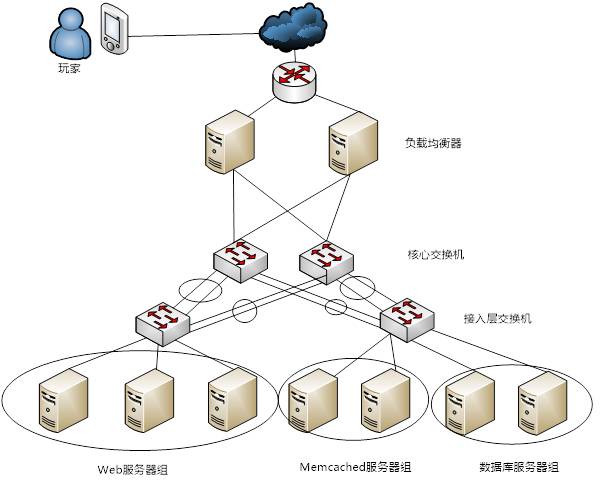 玩家
负载均衡器
核心交换机
接入层交换机
Web服务器组
Memcached服务器组
数据库服务器组